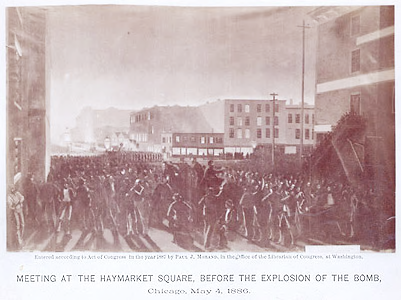 Entered according to Act of Congress in the year 1887 by Paul J. Morand, in the Office of the Librarian of Congress, at Washington.
MEETING AT THE HAYMARKET SQUARE, BEFORE THE EXPLOSION OF THE BOMB,
Chicago, May 4, 1886.